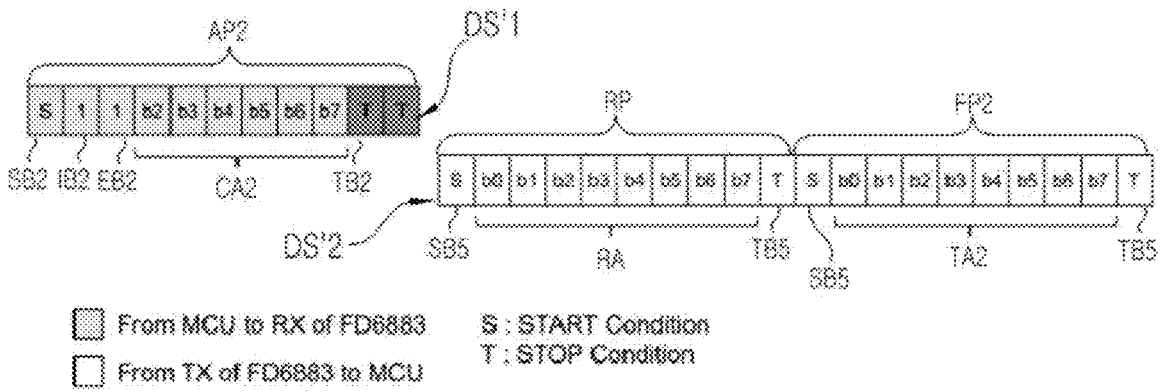 AP2
DS'1
S 1 1 b2 b3 b4 b5 b6 b7 T
SB2 IB2 EB2 CA2 TB2
RP
FP2
S b0 b1 b2 b3 b4 b5 b6 b7 T S b0 b1 b2 b3 b4 b5 b6 b7 T
DS'2
SB5 RA TB5 SB5 TA2 TB5
From MCU to RX of FD6883
From TX of FD6883 to MCU
S : START Condition
T : STOP Condition